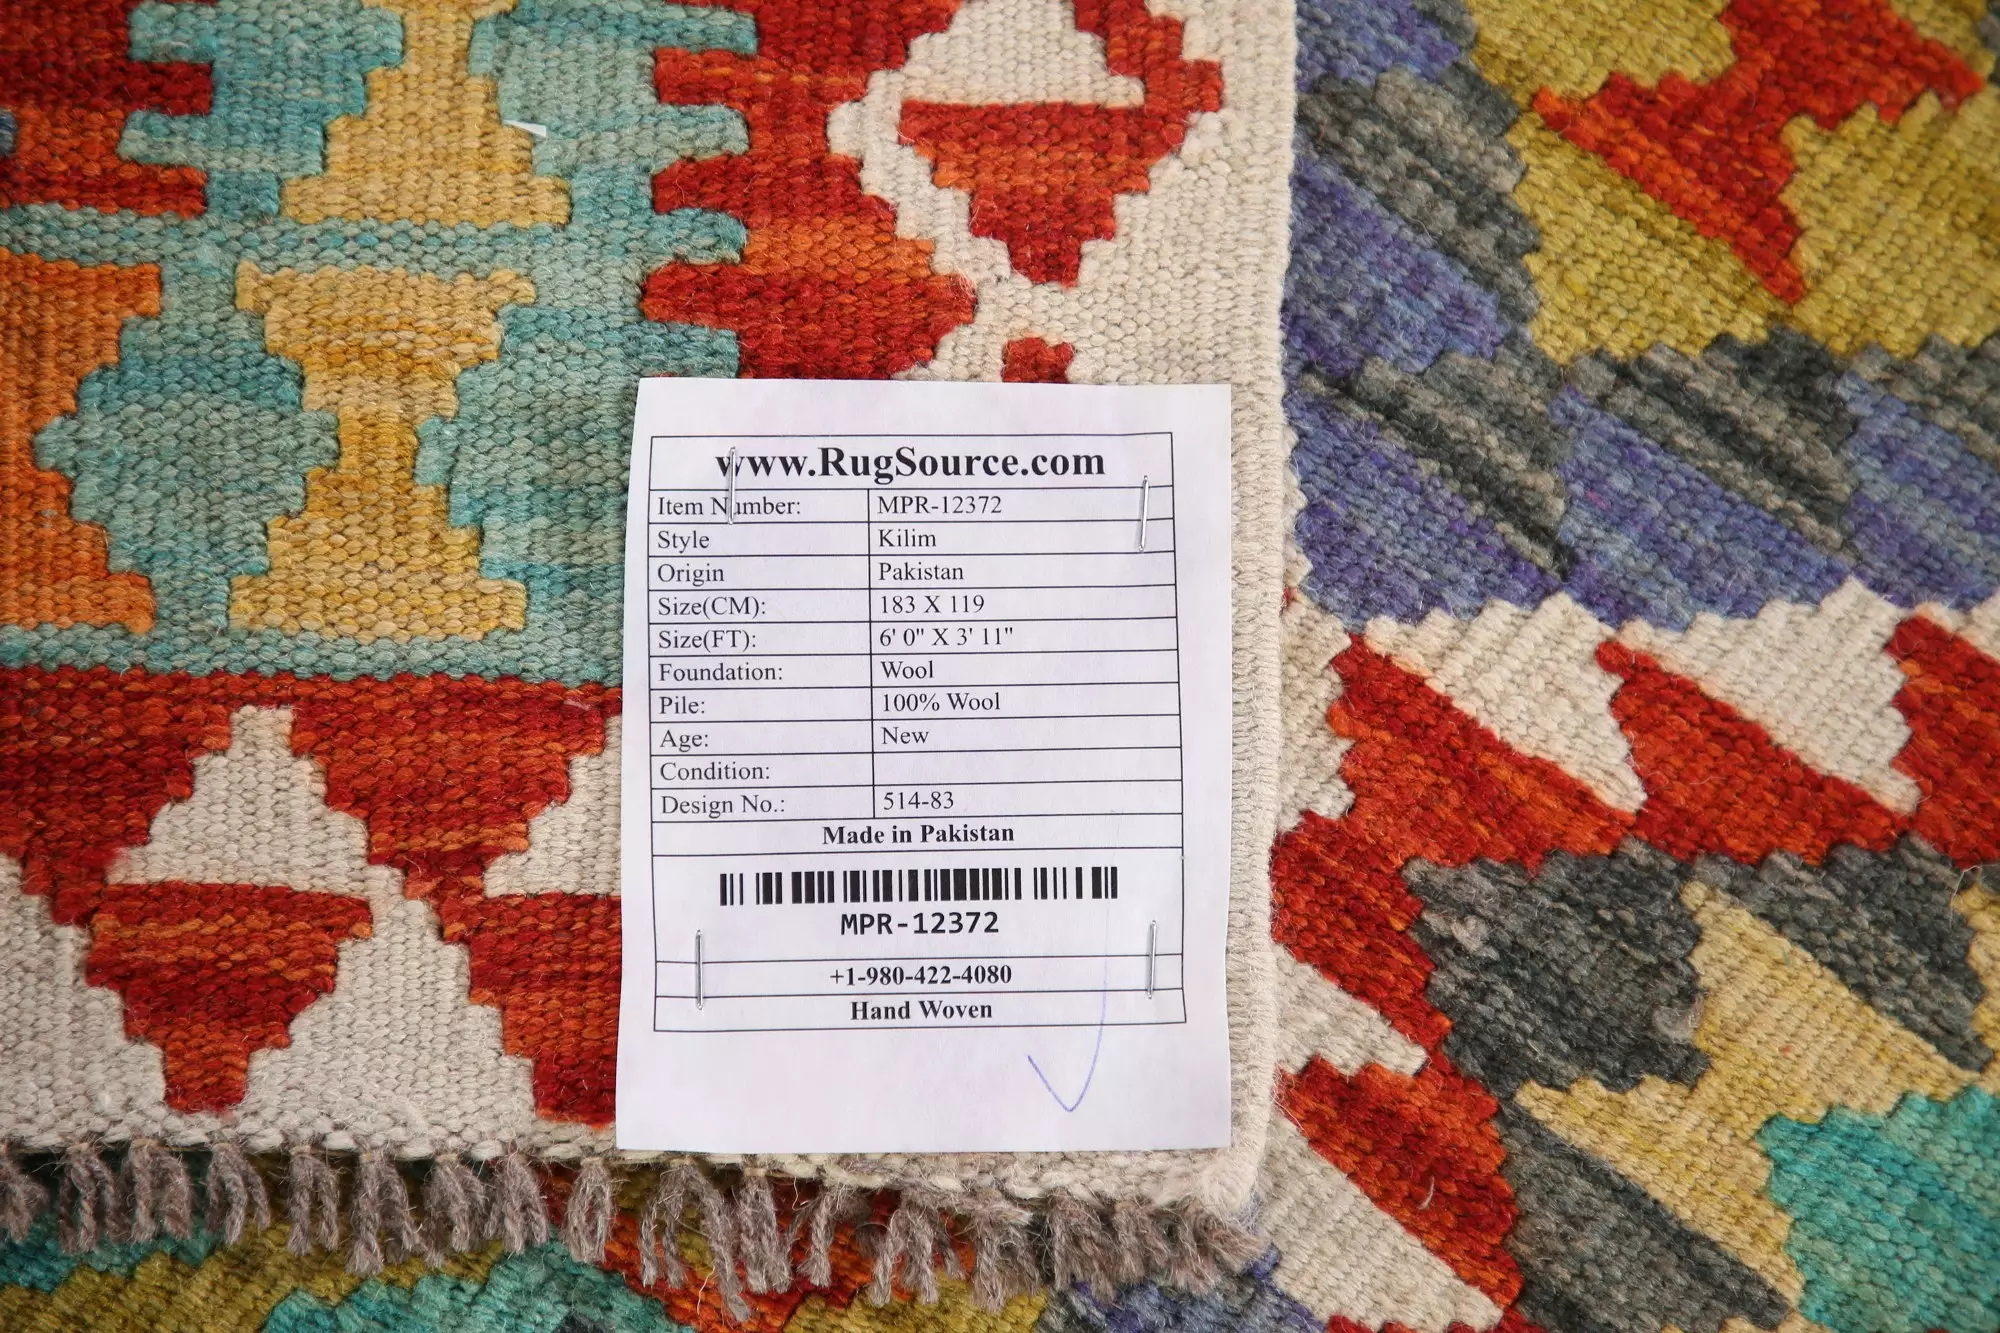 www.RugSource.com
Item Number: MPR-12372
Style Kilim
Origin Pakistan
Size(CM): 183 X 119
Size(FT): 6' 0" X 3' 11"
Foundation: Wool
Pile: 100% Wool
Age: New
Condition:
Design No.: 514-83
Made in Pakistan
MPR-12372
+1-980-422-4080
Hand Woven